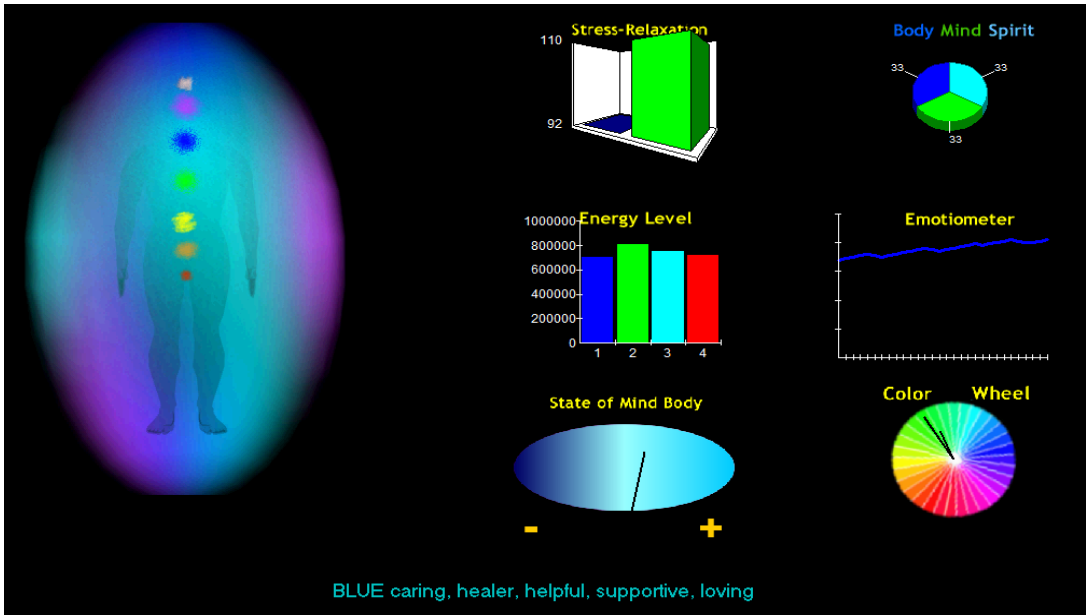 Stress-Relaxation
110
92
Body Mind Spirit
33
33
33
Energy Level
1000000
800000
600000
400000
200000
0
1 2 3 4
Emotiometer
State of Mind Body
- +
Color Wheel
BLUE caring, healer, helpful, supportive, loving